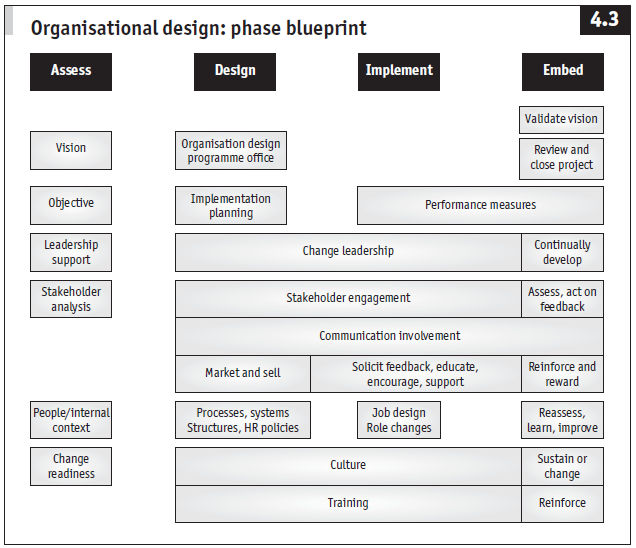 Organisational design: phase blueprint
4.3
Assess
Design
Implement
Embed
Validate vision
Vision
Organisation design
programme office
Review and
close project
Objective
Implementation
planning
Performance measures
Leadership
support
Change leadership
Continually
develop
Stakeholder
analysis
Stakeholder engagement
Assess, act on
feedback
Communication involvement
Market and sell
Solicit feedback, educate,
encourage, support
Reinforce and
reward
People/internal
context
Processes, systems
Structures, HR policies
Job design
Role changes
Reassess,
learn, improve
Change
readiness
Culture
Sustain or
change
Training
Reinforce